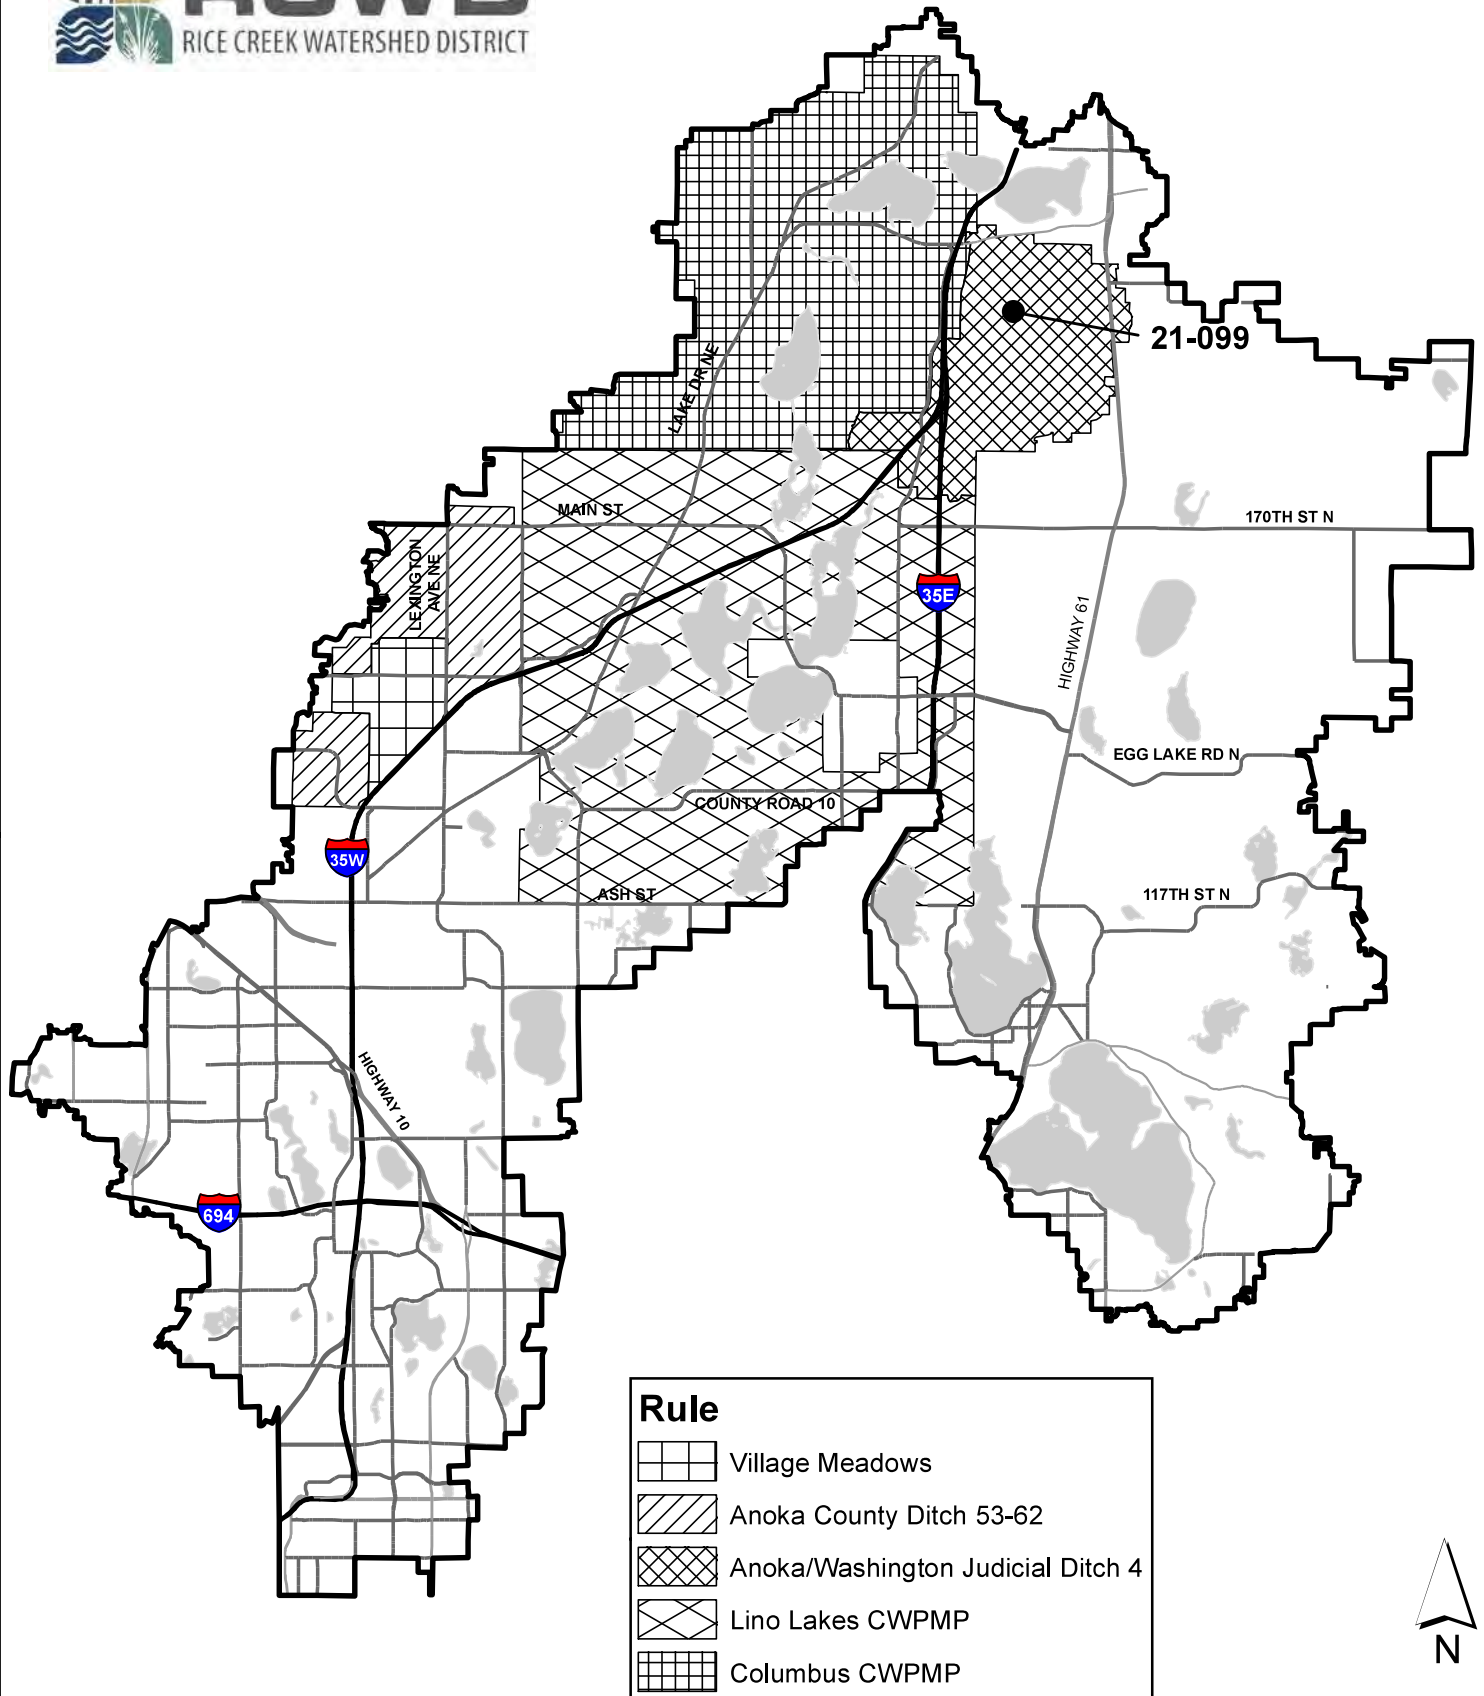 RCWD
RICE CREEK WATERSHED DISTRICT
21-099
LAKE DR NE
MAIN ST
170TH ST N
LEXINGTON
AVE NE
35E
HIGHWAY 61
EGG LAKE RD N
COUNTY ROAD 10
35W
ASH ST
117TH ST N
HIGHWAY 10
694
Rule
Village Meadows
Anoka County Ditch 53-62
Anoka/Washington Judicial Ditch 4
Lino Lakes CWPMP
Columbus CWPMP
N